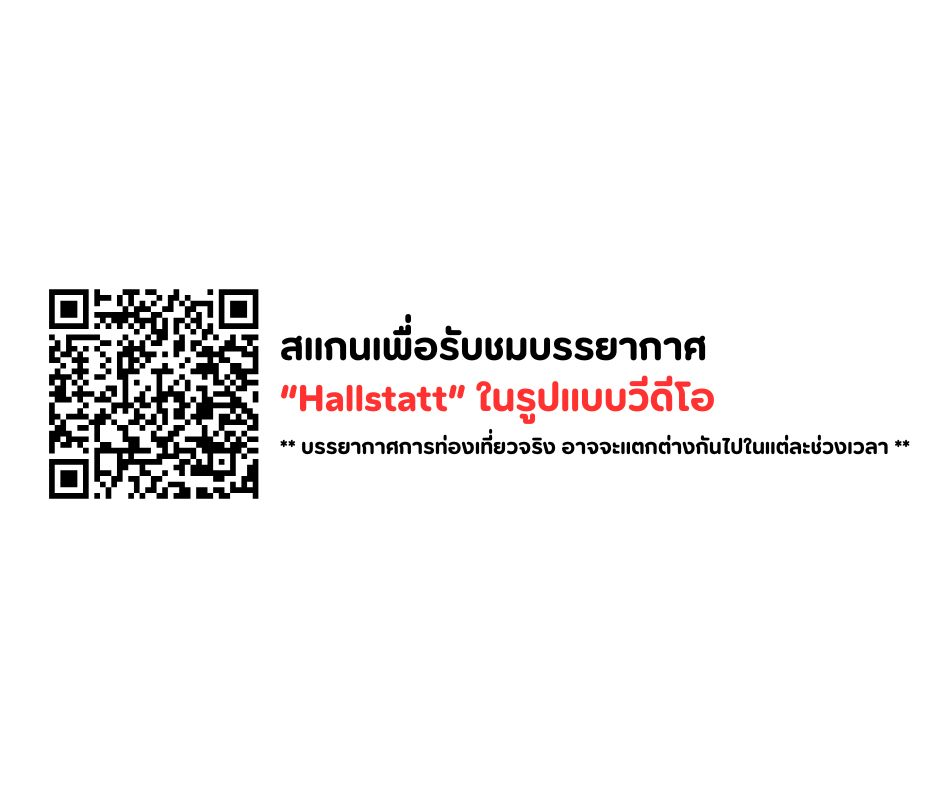 สแกนเพื่อรับชมบรรยากาศ
“Hallstatt“ ในรูปแบบวีดีโอ
** บรรยากาศการท่องเที่ยวจริง อาจจะแตกต่างกันไปในแต่ละช่วงเวลา **